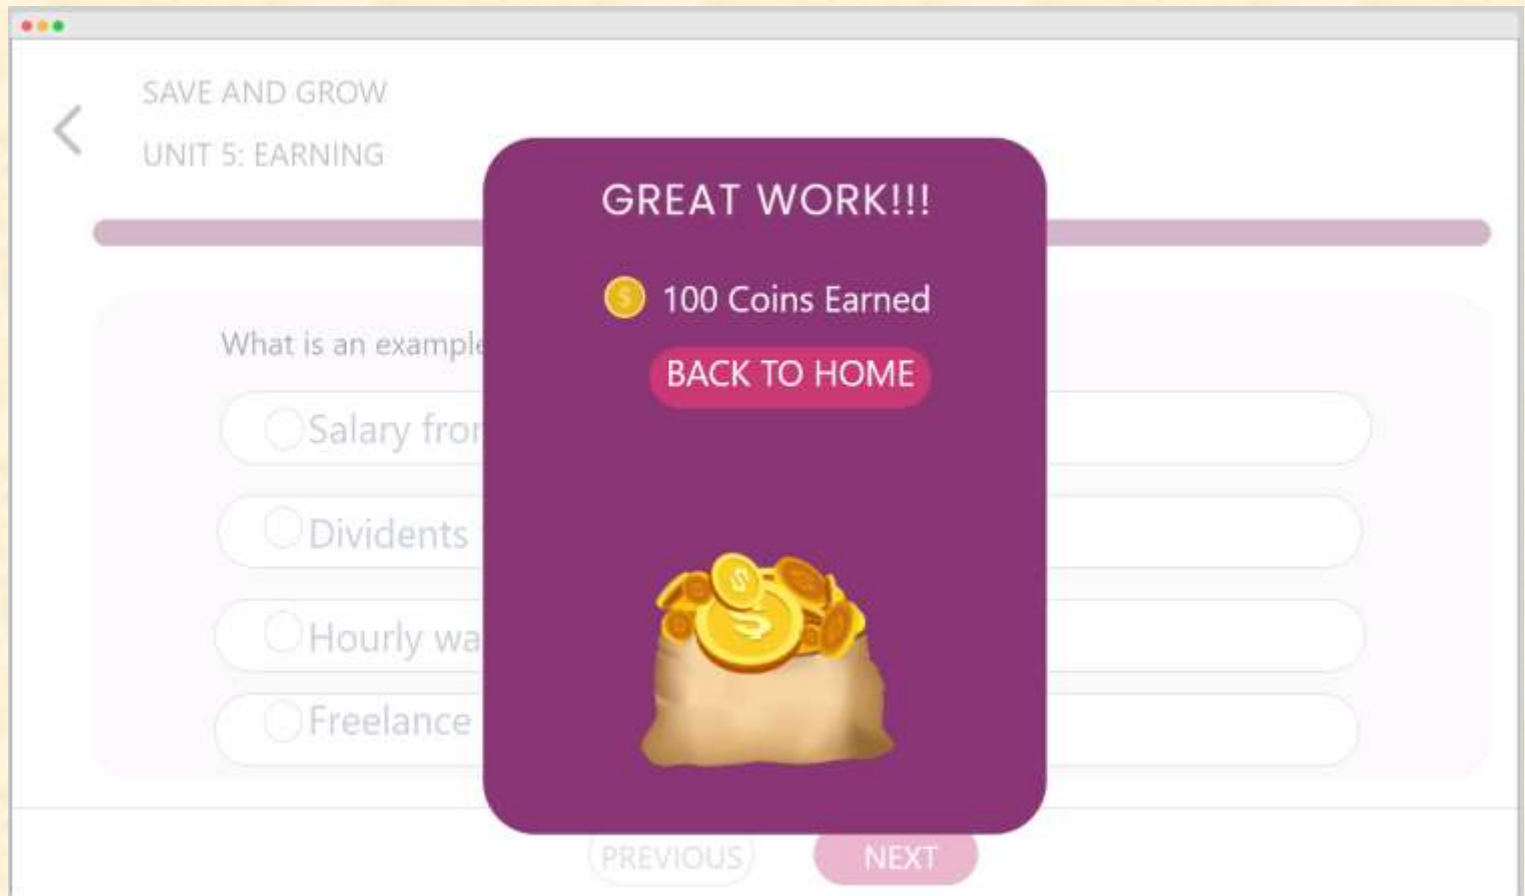 SAVE AND GROW
UNIT 5: EARNING
GREAT WORK!!!
100 Coins Earned
BACK TO HOME
What is an example
Salary from
Dividents
Hourly wa
Freelance
PREVIOUS
NEXT